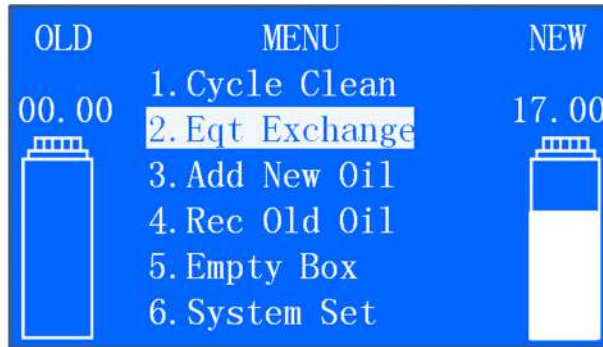 OLD MENU NEW
1.Cycle Clean
00.00 2.Eqt Exchange 17.00
3.Add New Oil
4.Rec Old Oil
5.Empty Box
6.System Set